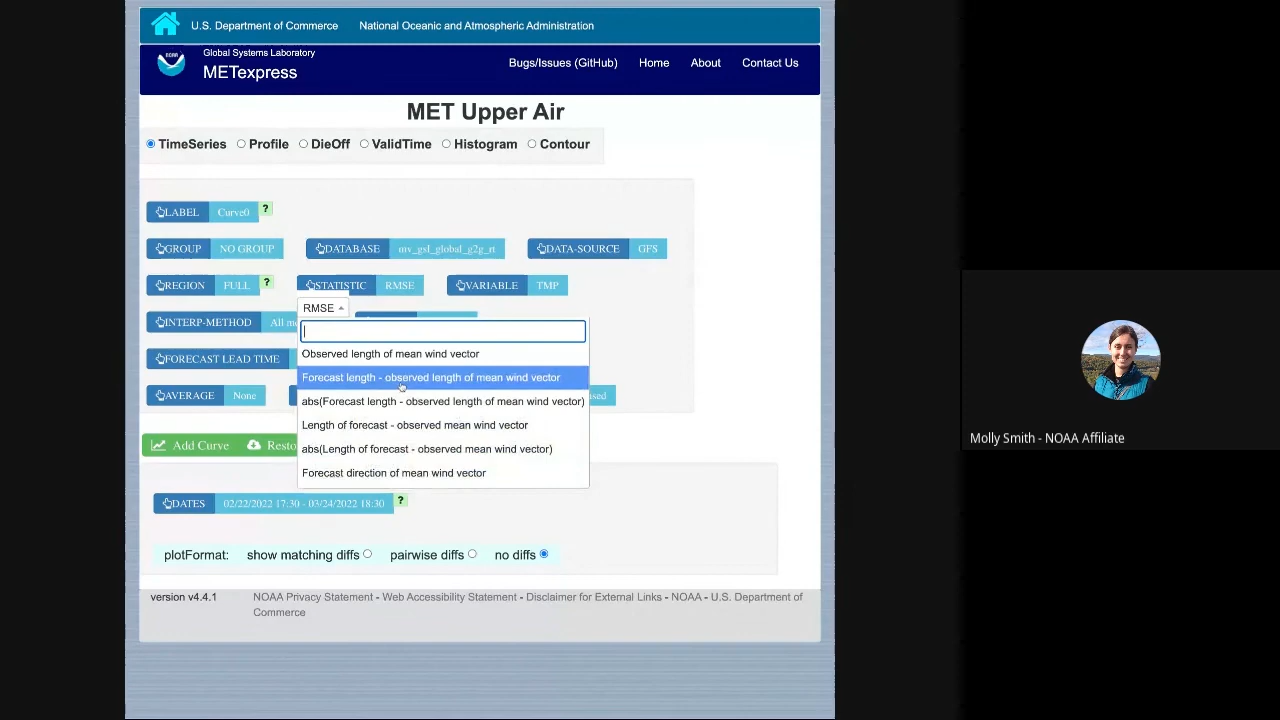 U.S. Department of Commerce National Oceanic and Atmospheric Administration
NOAA
Global Systems Laboratory
METexpress
Bugs/Issues (GitHub) Home About Contact Us
MET Upper Air
TimeSeries Profile DieOff ValidTime Histogram Contour
LABEL Curve0 ?
GROUP NO GROUP DATABASE mv_gsl_global_g2g_rt DATA-SOURCE GFS
REGION FULL ? STATISTIC RMSE VARIABLE TMP
RMSE
INTERP-METHOD All
Observed length of mean wind vector
FORECAST LEAD TIME
Forecast length - observed length of mean wind vector
AVERAGE None
abs(Forecast length - observed length of mean wind vector)
Length of forecast - observed mean wind vector
Add Curve
abs(Length of forecast - observed mean wind vector)
Forecast direction of mean wind vector
DATES 02/22/2022 17:30 - 03/24/2022 18:30 ?
plotFormat: show matching diffs pairwise diffs no diffs
version v4.4.1 NOAA Privacy Statement - Web Accessibility Statement - Disclaimer for External Links - NOAA - U.S. Department of
Commerce
Molly Smith - NOAA Affiliate